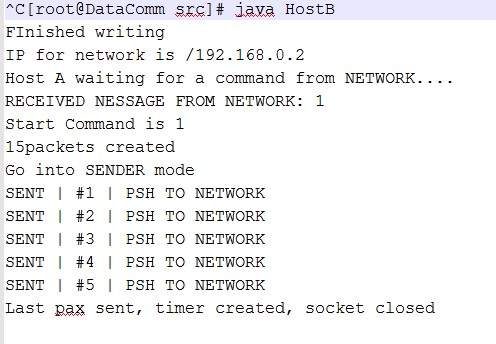 ^C[root@DataComm src]# java HostB
FInished writing
IP for network is /192.168.0.2
Host A waiting for a command from NETWORK....
RECEIVED NESSAGE FROM NETWORK: 1
Start Command is 1
15packets created
Go into SENDER mode
SENT | #1 | PSH TO NETWORK
SENT | #2 | PSH TO NETWORK
SENT | #3 | PSH TO NETWORK
SENT | #4 | PSH TO NETWORK
SENT | #5 | PSH TO NETWORK
Last pax sent, timer created, socket closed